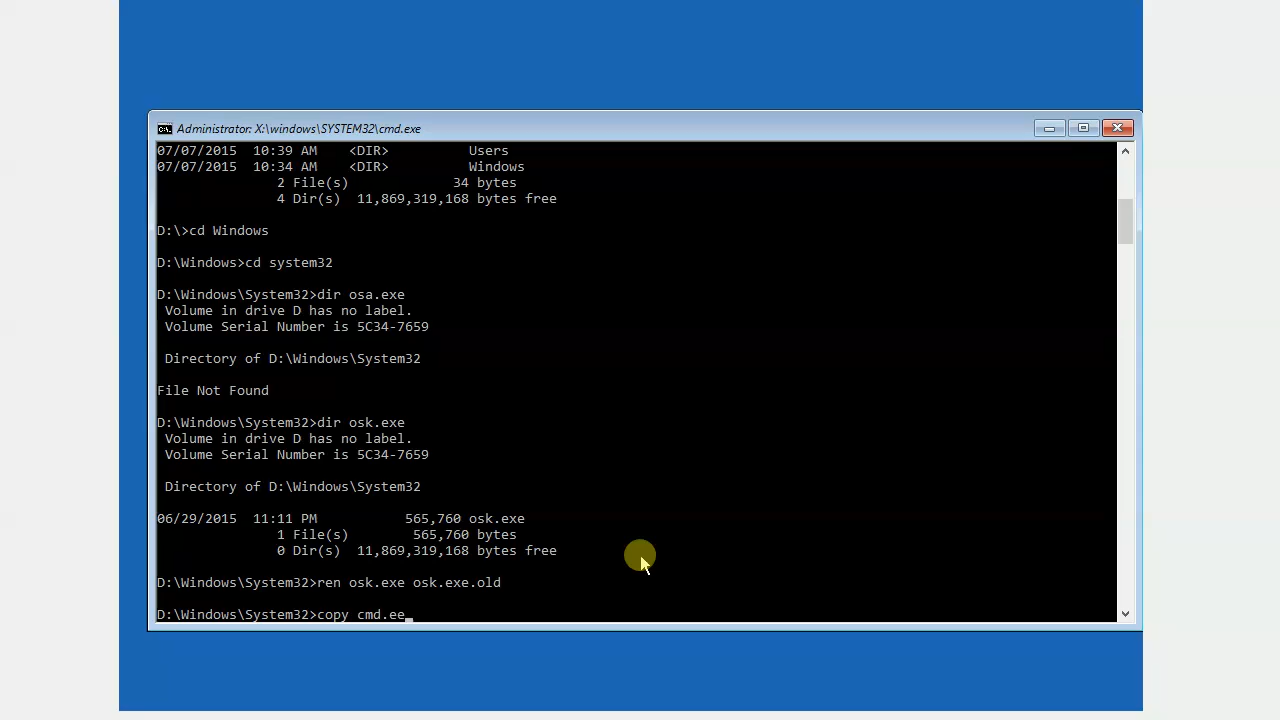 Administrator: X:\windows\SYSTEM32\cmd.exe
07/07/2015  10:39 AM    <DIR>          Users
07/07/2015  10:34 AM    <DIR>          Windows
               2 File(s)             34 bytes
               4 Dir(s)  11,869,319,168 bytes free
D:\>cd Windows
D:\Windows>cd system32
D:\Windows\System32>dir osa.exe
 Volume in drive D has no label.
 Volume Serial Number is 5C34-7659
 Directory of D:\Windows\System32
File Not Found
D:\Windows\System32>dir osk.exe
 Volume in drive D has no label.
 Volume Serial Number is 5C34-7659
 Directory of D:\Windows\System32
06/29/2015  11:11 PM           565,760 osk.exe
               1 File(s)        565,760 bytes
               0 Dir(s)  11,869,319,168 bytes free
D:\Windows\System32>ren osk.exe osk.exe.old
D:\Windows\System32>copy cmd.ee